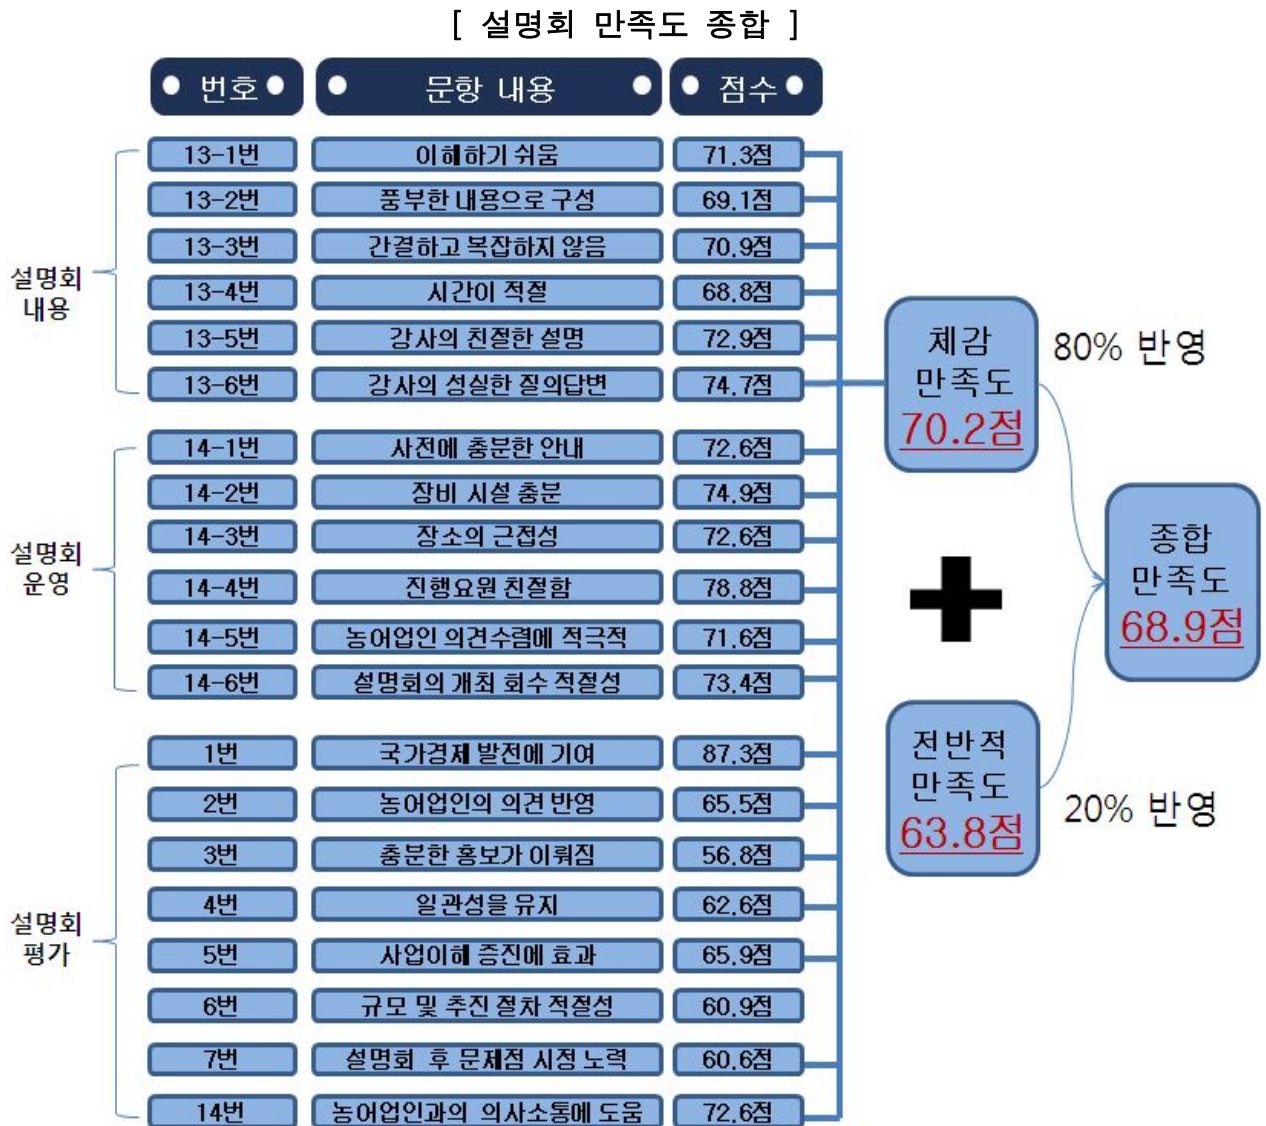 [ 설명회 만족도 종합 ]
번호 문항 내용 점수
설명회
내용
13-1번 이해하기 쉬움 71.3점
13-2번 풍부한 내용으로 구성 69.1점
13-3번 간결하고 복잡하지 않음 70.9점
13-4번 시간이 적절 68.8점
13-5번 강사의 친절한 설명 72.9점
13-6번 강사의 성실한 질의답변 74.7점
설명회
운영
14-1번 사전에 충분한 안내 72.6점
14-2번 장비 시설 충분 74.9점
14-3번 장소의 근접성 72.6점
14-4번 진행요원 친절함 78.8점
14-5번 농어업인 의견수렴에 적극적 71.6점
14-6번 설명회의 개최 회수 적절성 73.4점
설명회
평가
1번 국가경제 발전에 기여 87.3점
2번 농어업인의 의견 반영 65.5점
3번 충분한 홍보가 이뤄짐 56.8점
4번 일관성을 유지 62.6점
5번 사업이해 증진에 효과 65.9점
6번 규모 및 추진 절차 적절성 60.9점
7번 설명회 후 문제점 시정 노력 60.6점
14번 농어업인과의 의사소통에 도움 72.6점
체감
만족도
70.2점
80% 반영
전반적
만족도
63.8점
20% 반영
종합
만족도
68.9점